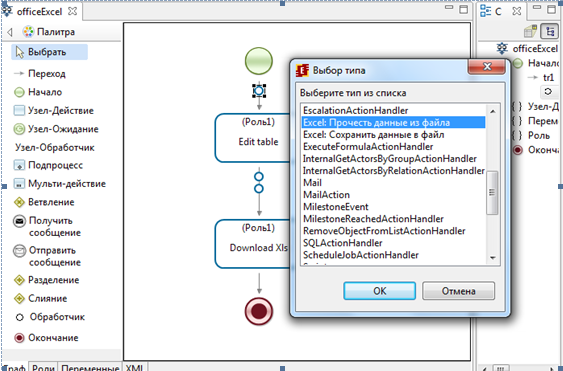 officeExcel
С
Палитра
Выбрать
Переход
Начало
Узел-Действие
Узел-Ожидание
Узел-Обработчик
Подпроцесс
Мульти-действие
Ветвление
Получить
сообщение
Отправить
сообщение
Разделение
Слияние
Обработчик
Окончание
(Роль1)
Edit table
(Роль1)
Download Xls
Выбор типа
Выберите тип из списка
EscalationActionHandler
Excel: Прочесть данные из файла
Excel: Сохранить данные в файл
ExecuteFormulaActionHandler
InternalGetActorsByGroupActionHandler
InternalGetActorsByRelationActionHandler
Mail
MailAction
MilestoneEvent
MilestoneReachedActionHandler
RemoveObjectFromListActionHandler
SQLActionHandler
ScheduleJobActionHandler
OK
Отмена
officeExcel
Начало
tr1
Узел-Д
Перем
Роль
Оконча
Граф Роли Переменные XML